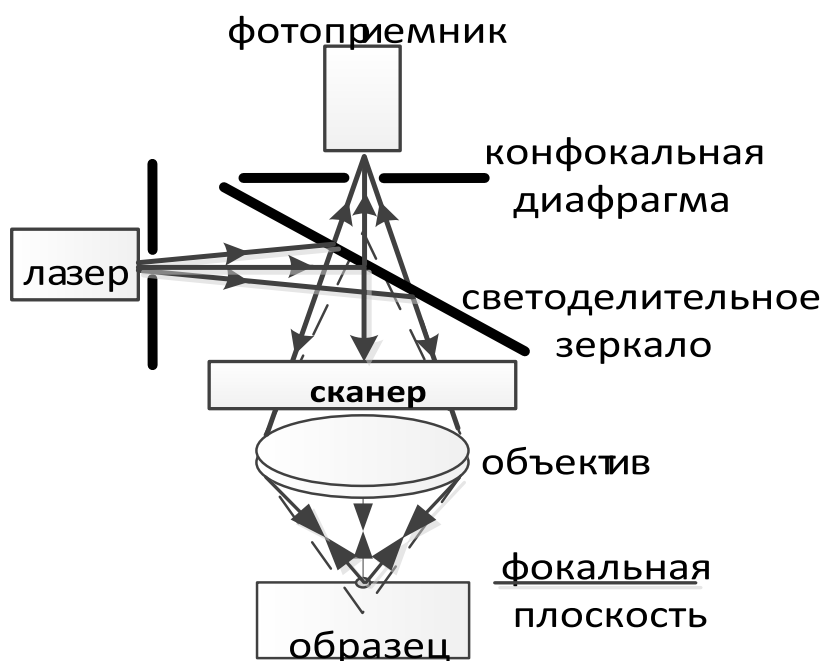 фотоприемник
конфокальная
диафрагма
лазер
светоделительное
зеркало
сканер
объектив
фокальная
плоскость
образец